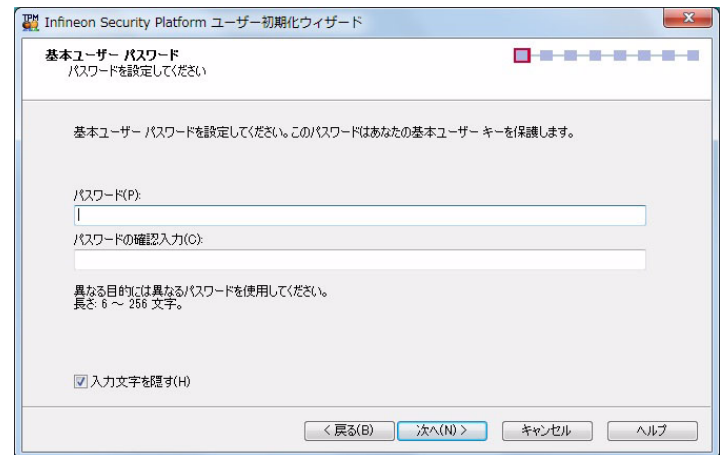 TPM
Infineon Security Platform ユーザー初期化ウィザード
基本ユーザー パスワード
パスワードを設定してください
基本ユーザー パスワードを設定してください。このパスワードはあなたの基本ユーザー キーを保護します。
パスワード(P):
パスワードの確認入力(C):
異なる目的には異なるパスワードを使用してください。
長さ: 6 ～ 256 文字。
入力文字を隠す(H)
< 戻る(B) 次へ(N) > キャンセル ヘルプ